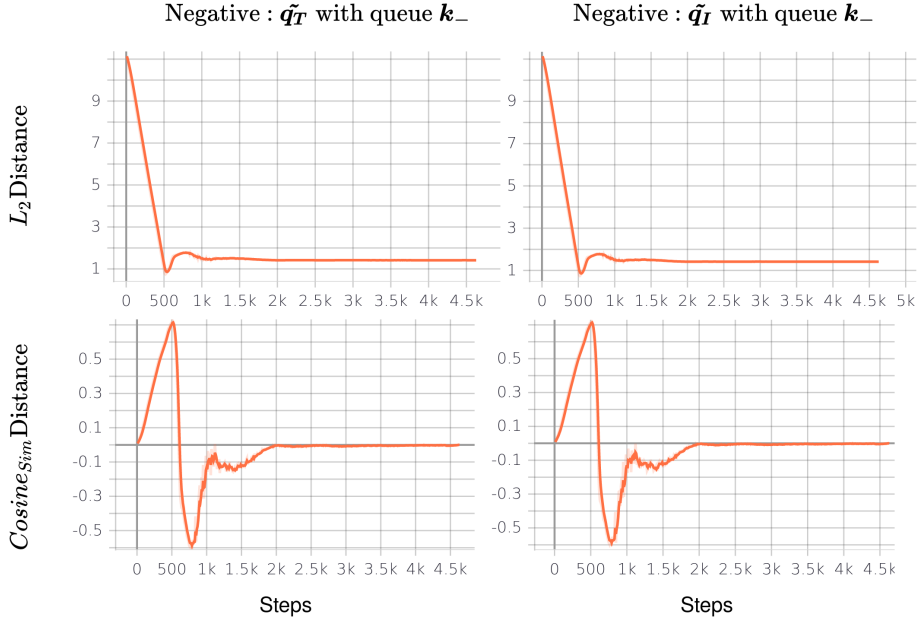 Negative : q̃_T with queue k_−
Negative : q̃_I with queue k_−
L₂Distance
9
7
5
3
1
0 500 1k 1.5k 2k 2.5k 3k 3.5k 4k 4.5k
9
7
5
3
1
0 500 1k 1.5k 2k 2.5k 3k 3.5k 4k 4.5k 5k
Cosine_{Sim}Distance
0.5
0.3
0.1
-0.1
-0.3
-0.5
0 500 1k 1.5k 2k 2.5k 3k 3.5k 4k 4.5k
0.5
0.3
0.1
-0.1
-0.3
-0.5
0 500 1k 1.5k 2k 2.5k 3k 3.5k 4k 4.5k
Steps
Steps